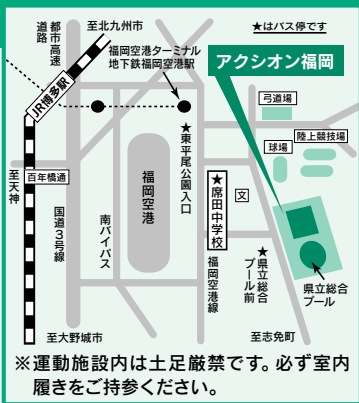 都市高速
道路
至北九州市
★はバス停です
福岡空港ターミナル
地下鉄福岡空港駅
アクシオン福岡
JR博多駅
弓道場
陸上競技場
球場
★東平尾公園入口
至天神
百年橋通
福岡空港
★席田中学校
文
国道3号線
南バイパス
福岡空港線
★県立総合
プール前
県立総合
プール
至大野城市
至志免町
※運動施設内は土足厳禁です。必ず室内
履きをご持参ください。